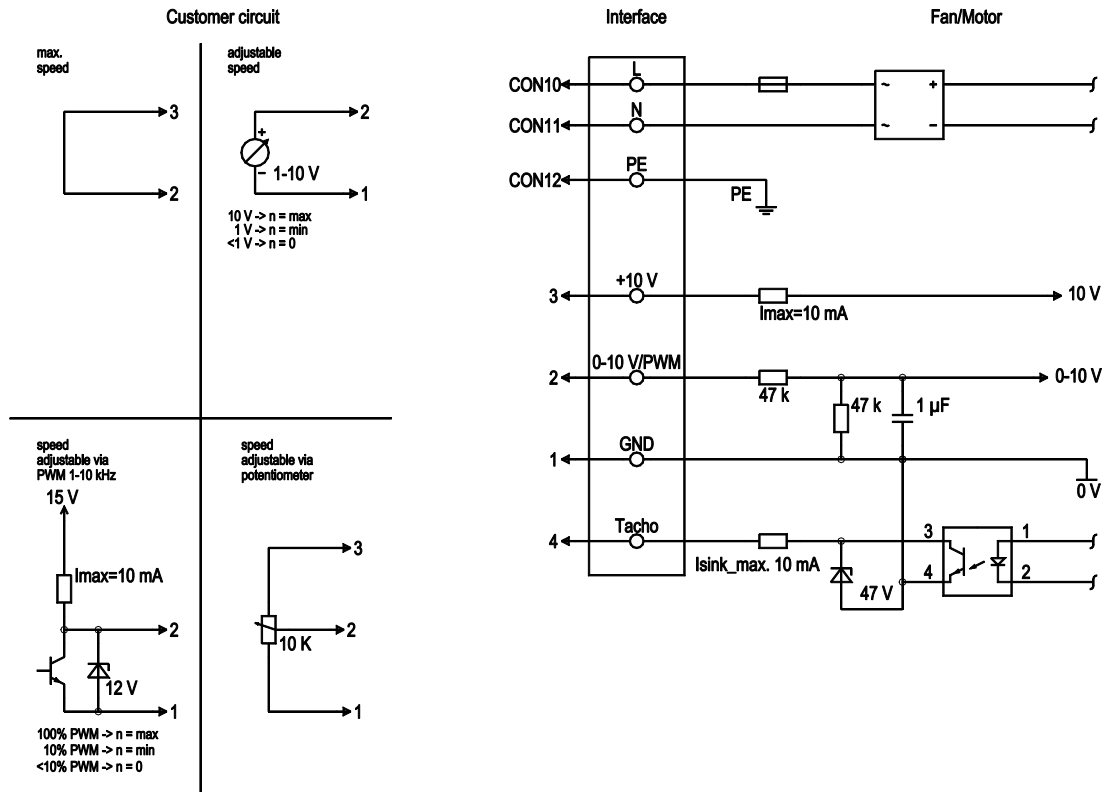 Customer circuit
Interface
Fan/Motor
max.
speed
3
2
adjustable
speed
2
+
–
1-10 V
1
10 V -> n = max
1 V -> n = min
<1 V -> n = 0
speed
adjustable via
PWM 1-10 kHz
15 V
Imax=10 mA
2
12 V
1
100% PWM -> n = max
10% PWM -> n = min
<10% PWM -> n = 0
speed
adjustable via
potentiometer
3
2
10 K
1
CON10
L
~
+
CON11
N
~
–
CON12
PE
PE
3
+10 V
10 V
Imax=10 mA
2
0-10 V/PWM
0-10 V
47 k
47 k
1 µF
1
GND
0 V
4
Tacho
3
1
Isink_max. 10 mA
47 V
4
2